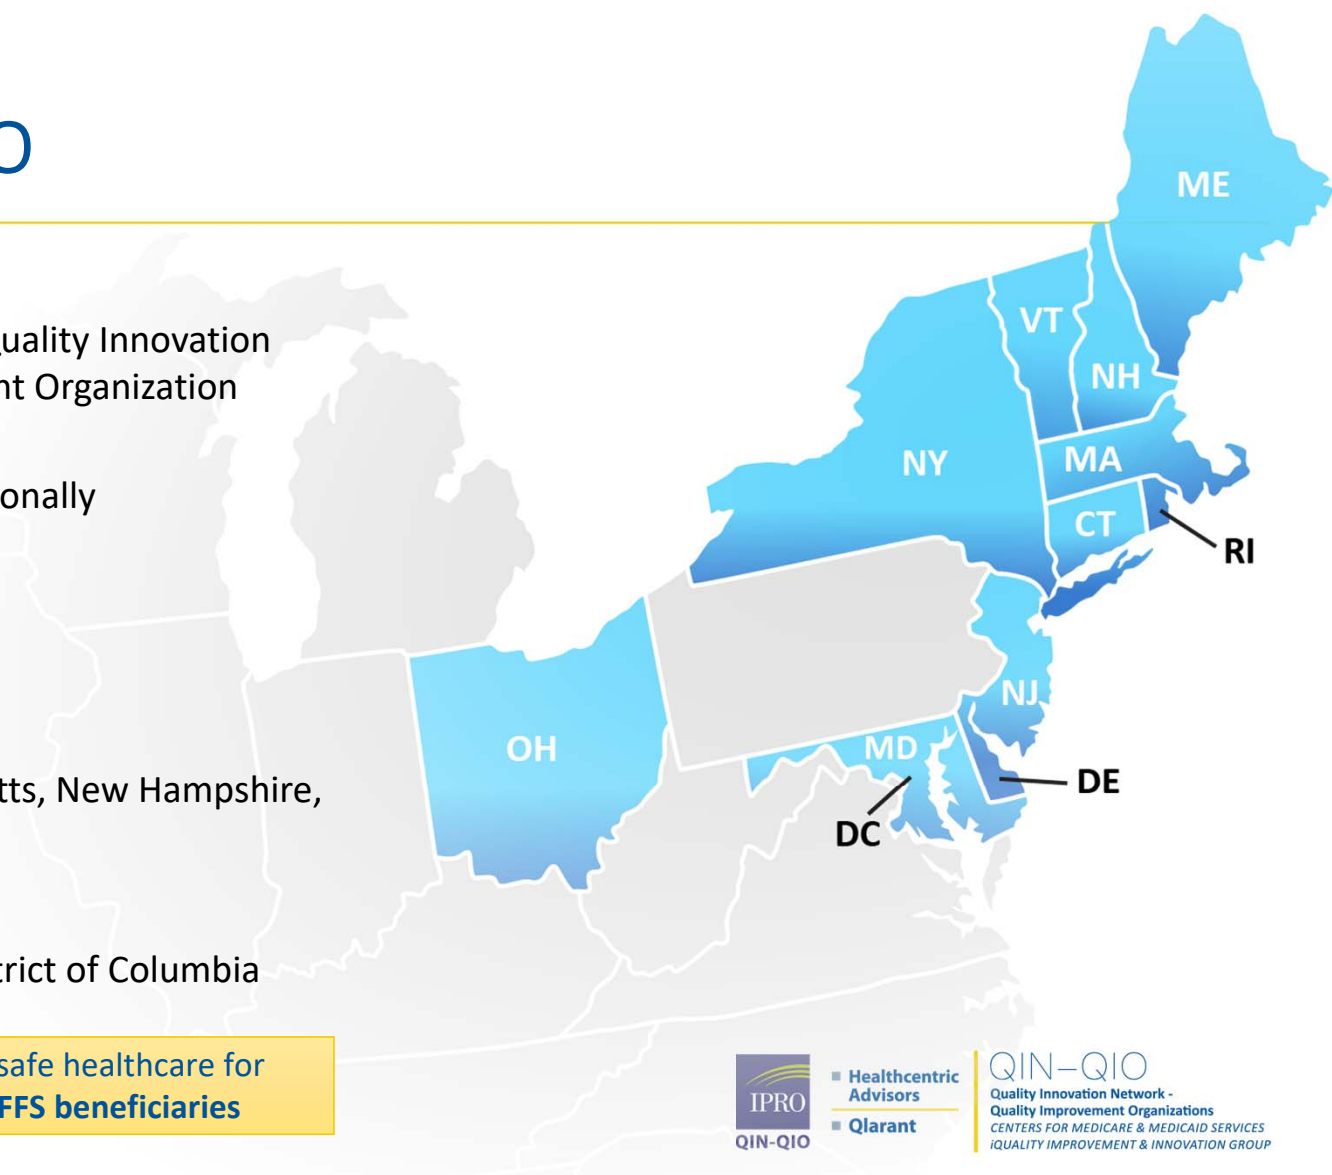 O
Quality Innovation
nt Organization
onally
tts, New Hampshire,
trict of Columbia
safe healthcare for
FFS beneficiaries
ME
VT
NH
NY
MA
CT
RI
NJ
OH
MD
DE
DC
IPRO
QIN-QIO
Healthcentric
Advisors
Qlarant
QIN–QIO
Quality Innovation Network -
Quality Improvement Organizations
CENTERS FOR MEDICARE & MEDICAID SERVICES
iQUALITY IMPROVEMENT & INNOVATION GROUP